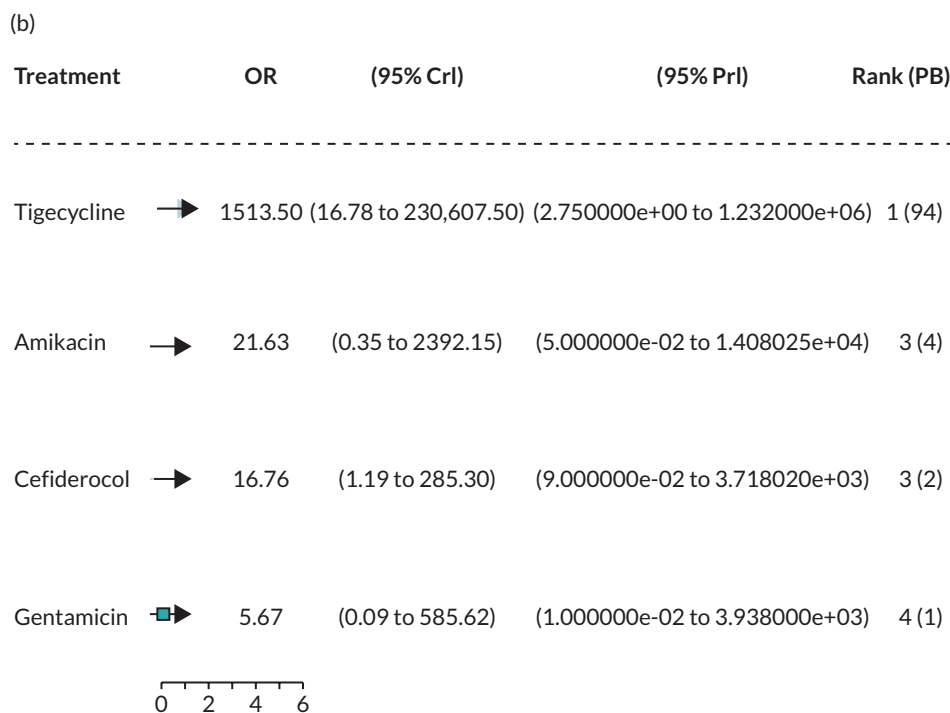 (b)
Treatment OR (95% Crl) (95% Prl) Rank (PB)
Tigecycline 1513.50 (16.78 to 230,607.50) (2.750000e+00 to 1.232000e+06) 1 (94)
Amikacin 21.63 (0.35 to 2392.15) (5.000000e-02 to 1.408025e+04) 3 (4)
Cefiderocol 16.76 (1.19 to 285.30) (9.000000e-02 to 3.718020e+03) 3 (2)
Gentamicin 5.67 (0.09 to 585.62) (1.000000e-02 to 3.938000e+03) 4 (1)
0 2 4 6